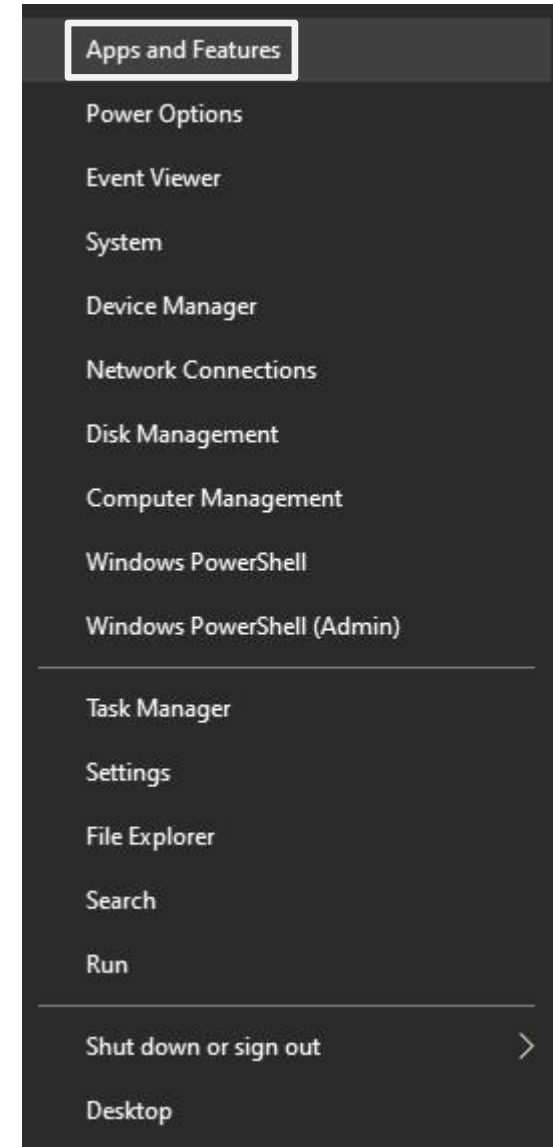 Apps and Features
Power Options
Event Viewer
System
Device Manager
Network Connections
Disk Management
Computer Management
Windows PowerShell
Windows PowerShell (Admin)
Task Manager
Settings
File Explorer
Search
Run
Shut down or sign out
Desktop